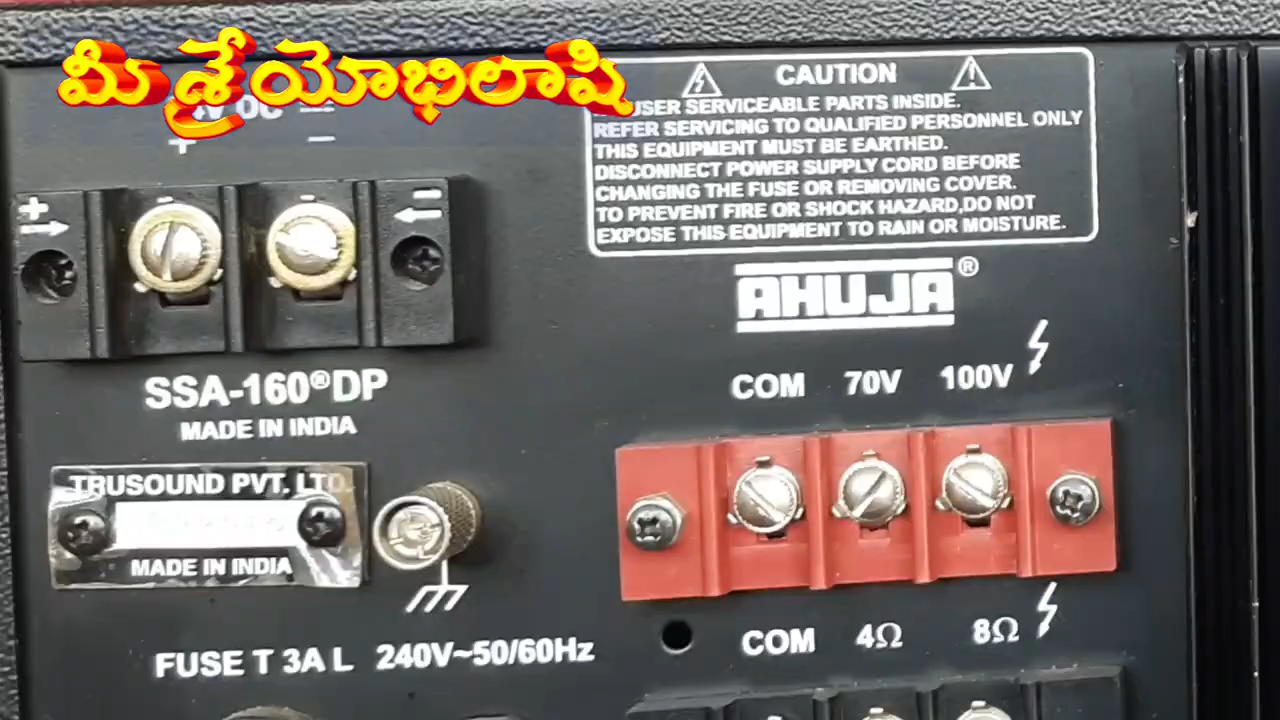 మీ శ్రేయోభిలాషి
CAUTION
USER SERVICEABLE PARTS INSIDE.
REFER SERVICING TO QUALIFIED PERSONNEL ONLY
THIS EQUIPMENT MUST BE EARTHED.
DISCONNECT POWER SUPPLY CORD BEFORE
CHANGING THE FUSE OR REMOVING COVER.
TO PREVENT FIRE OR SHOCK HAZARD,DO NOT
EXPOSE THIS EQUIPMENT TO RAIN OR MOISTURE.
+ −
+ −
AHUJA®
COM 70V 100V
SSA-160®DP
MADE IN INDIA
TRUSOUND PVT. LTD.
MADE IN INDIA
COM 4Ω 8Ω
FUSE T 3A L 240V~50/60Hz